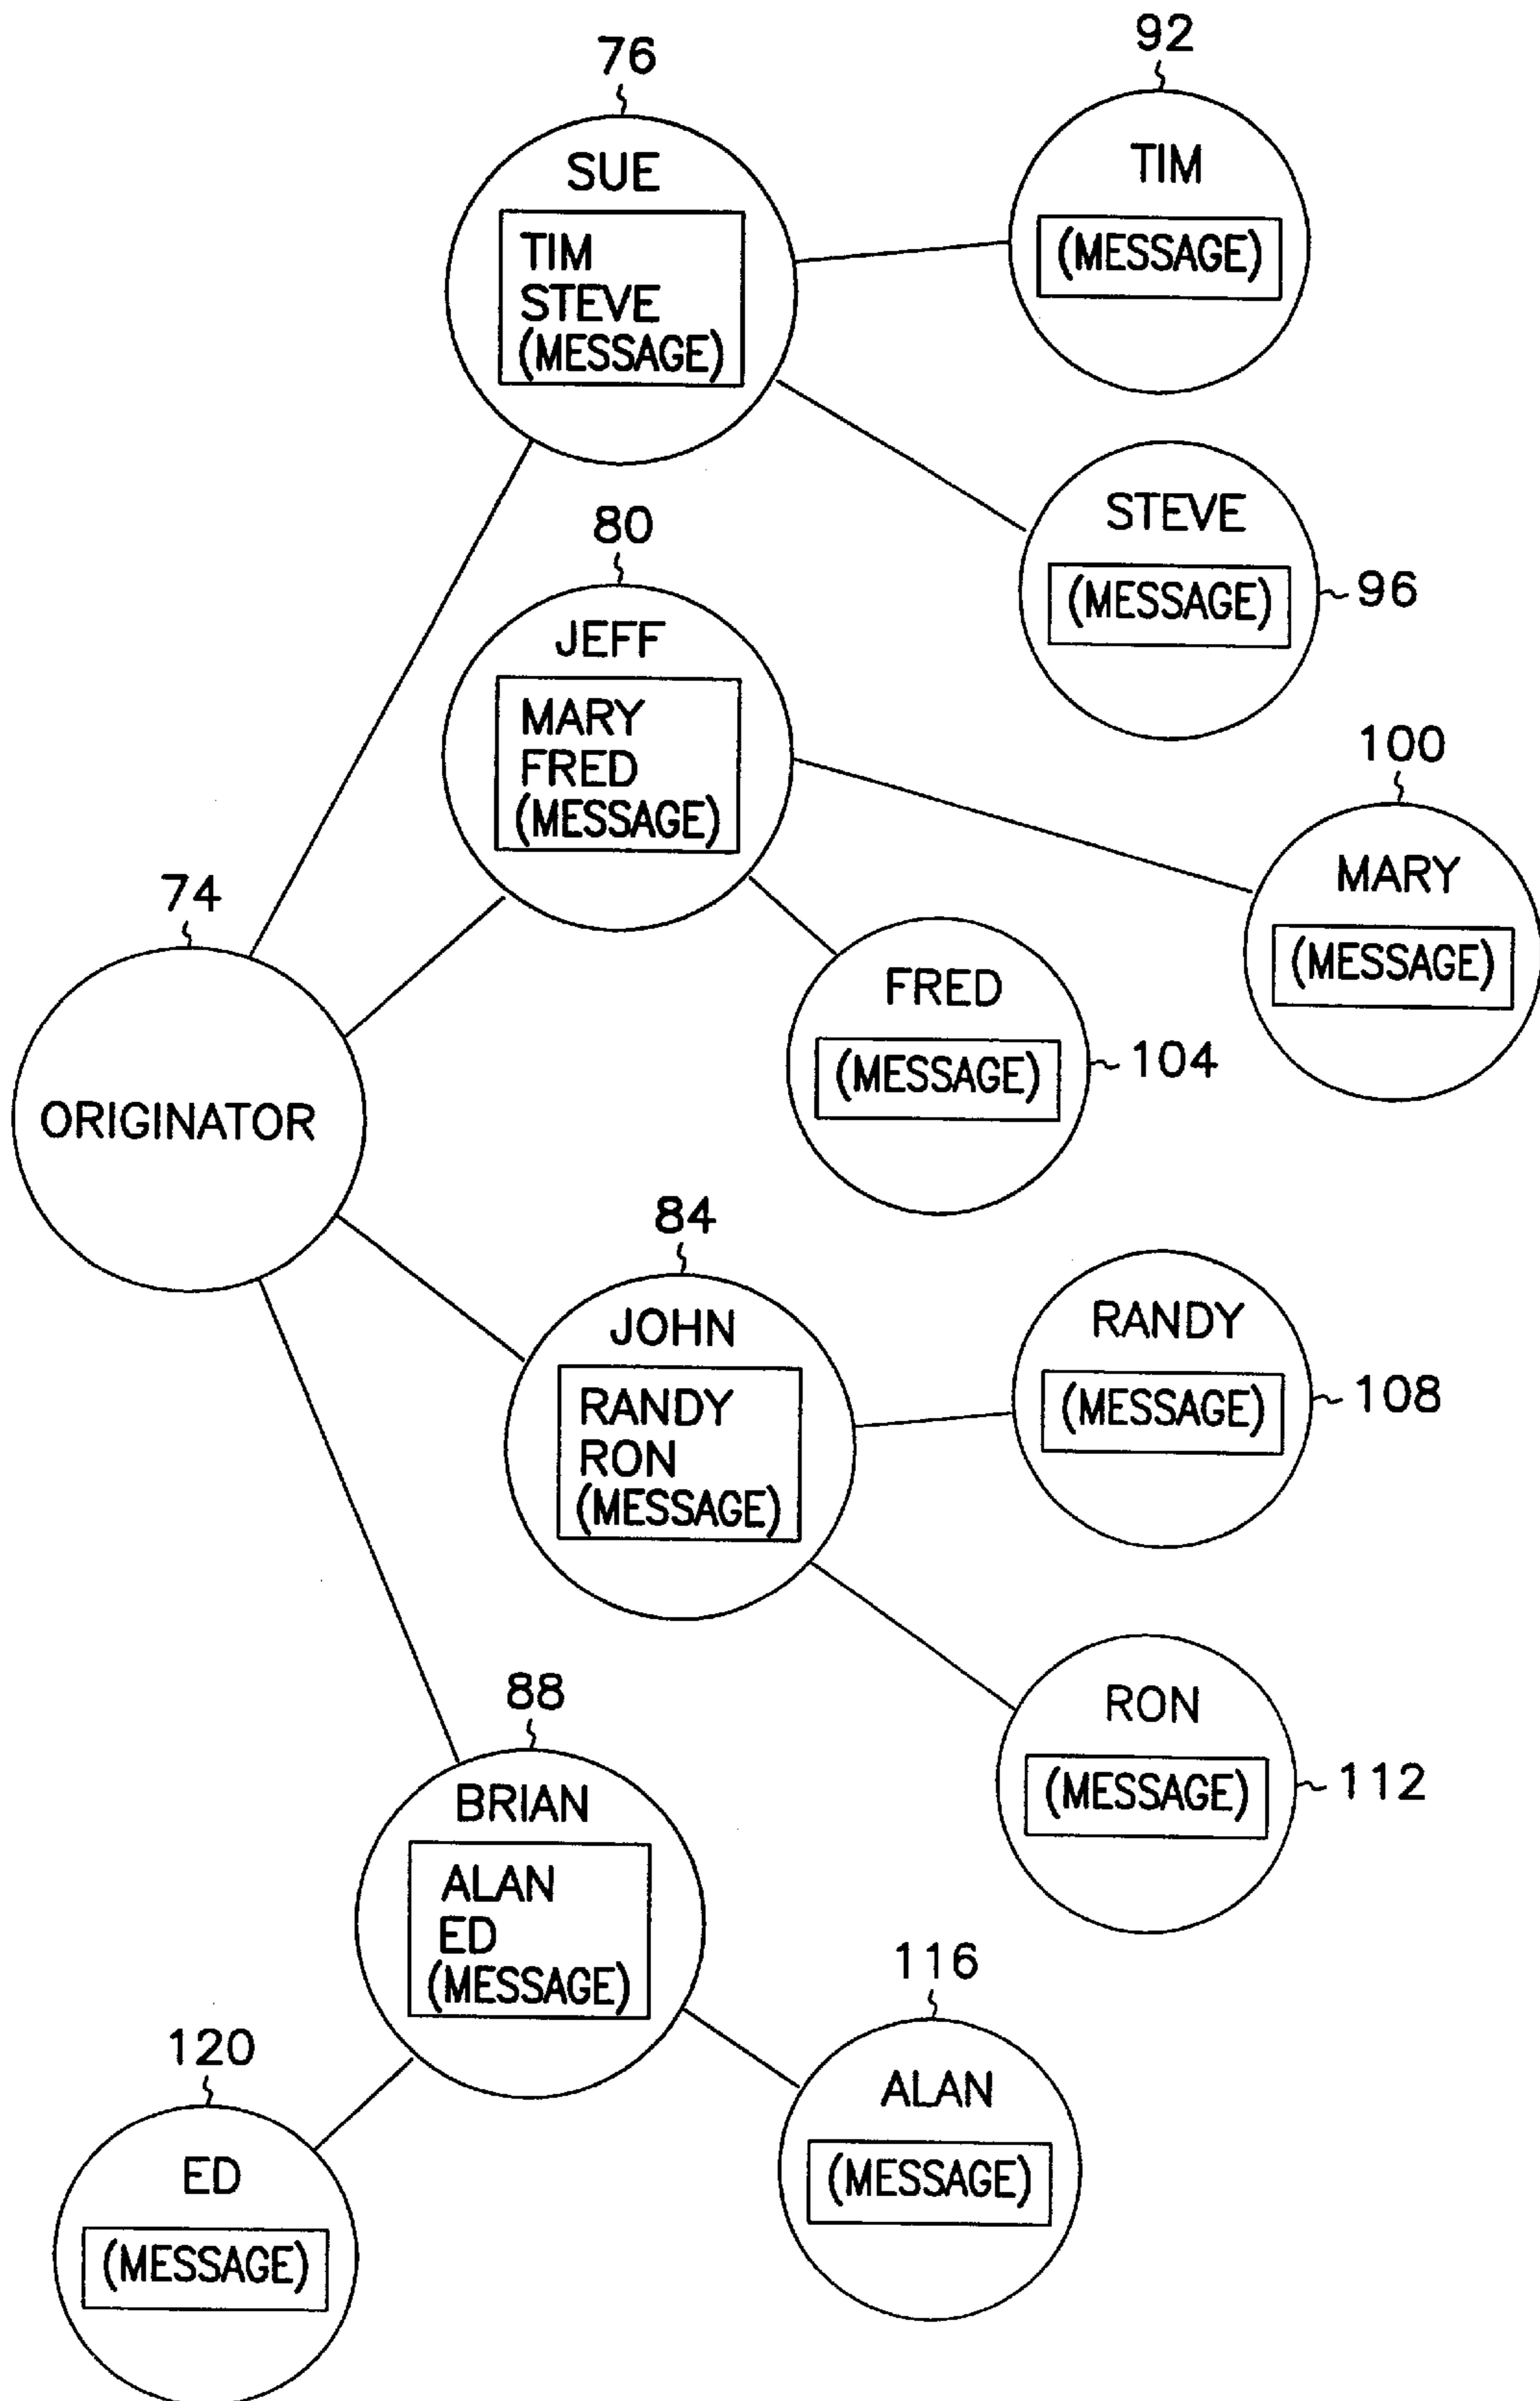 76
SUE
TIM
STEVE
(MESSAGE)
92
TIM
(MESSAGE)
STEVE
(MESSAGE)
96
80
JEFF
MARY
FRED
(MESSAGE)
100
MARY
(MESSAGE)
FRED
(MESSAGE)
104
74
ORIGINATOR
84
JOHN
RANDY
RON
(MESSAGE)
RANDY
(MESSAGE)
108
RON
(MESSAGE)
112
88
BRIAN
ALAN
ED
(MESSAGE)
116
ALAN
(MESSAGE)
120
ED
(MESSAGE)